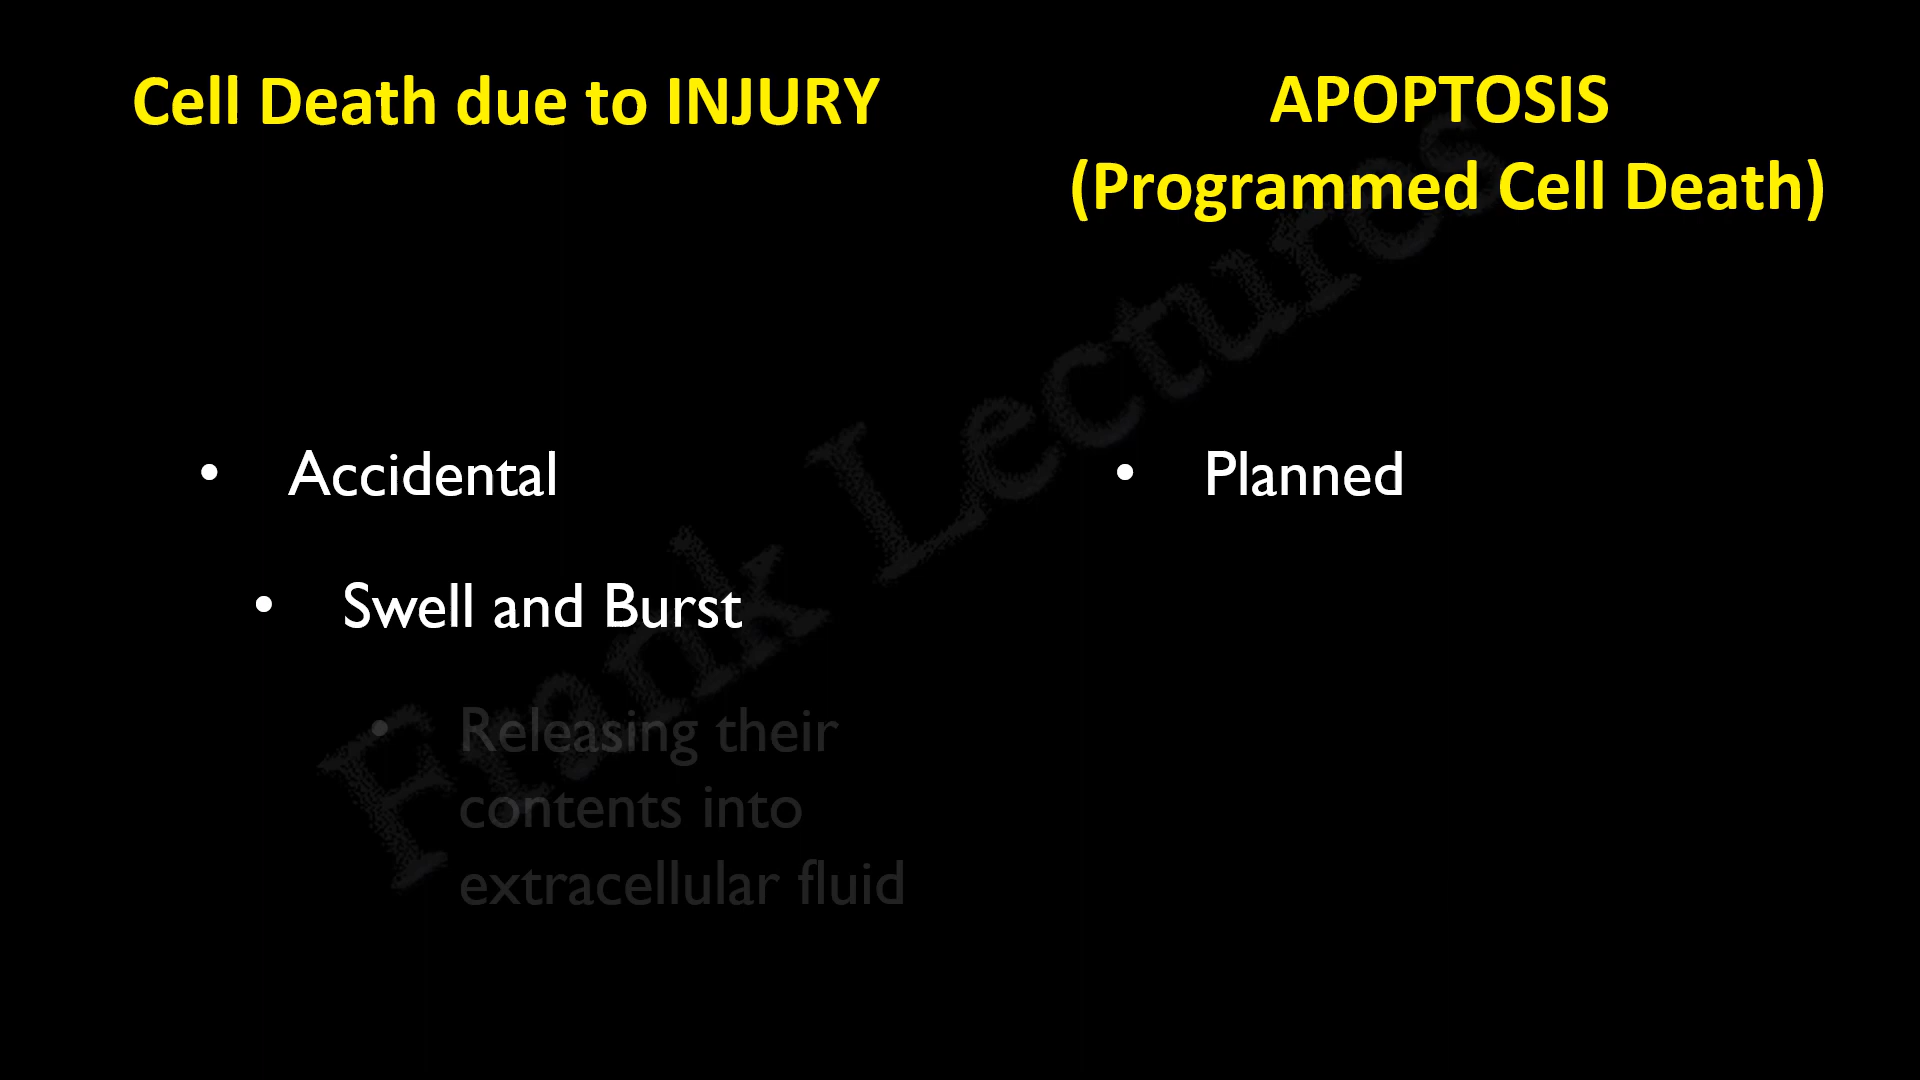 Cell Death due to INJURY
APOPTOSIS
(Programmed Cell Death)
• Accidental
• Swell and Burst
• Releasing their
contents into
extracellular fluid
• Planned
Frank Lectures